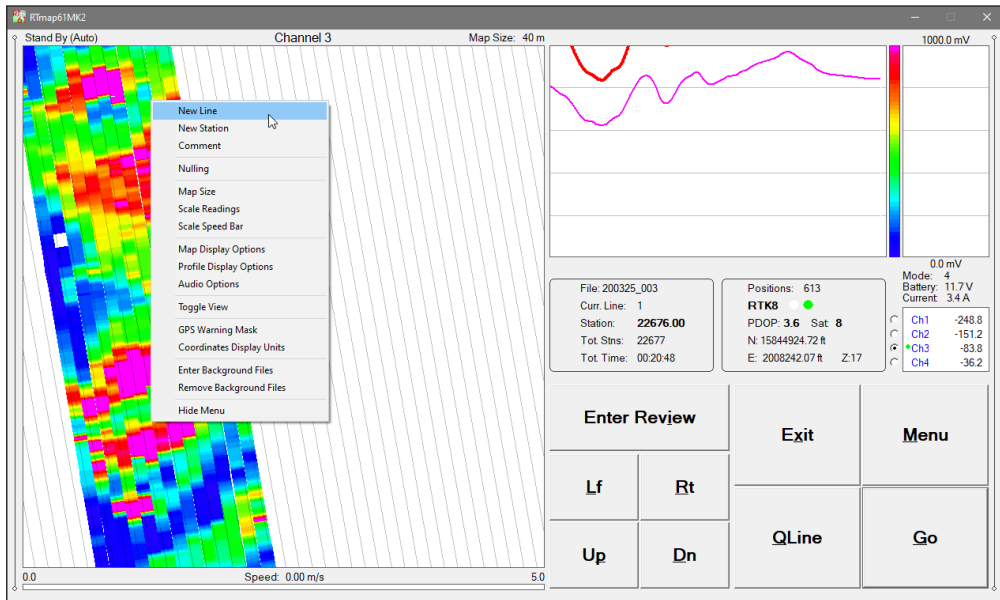 RTmap61MK2
Stand By (Auto) Channel 3 Map Size: 40 m
1000.0 mV
New Line
New Station
Comment
Nulling
Map Size
Scale Readings
Scale Speed Bar
Map Display Options
Profile Display Options
Audio Options
Toggle View
GPS Warning Mask
Coordinates Display Units
Enter Background Files
Remove Background Files
Hide Menu
0.0 Speed: 0.00 m/s 5.0
0.0 mV
Mode: 4
Battery: 11.7 V
Current: 3.4 A
File: 200325_003
Curr. Line: 1
Station: 22676.00
Tot. Stns: 22677
Tot. Time: 00:20:48
Positions: 613
RTK8
PDOP: 3.6 Sat: 8
N: 15844924.72 ft
E: 2008242.07 ft Z:17
Ch1 -248.8
Ch2 -151.2
Ch3 -83.8
Ch4 -36.2
Enter Review
Exit
Menu
Lf
Rt
Up
Dn
QLine
Go